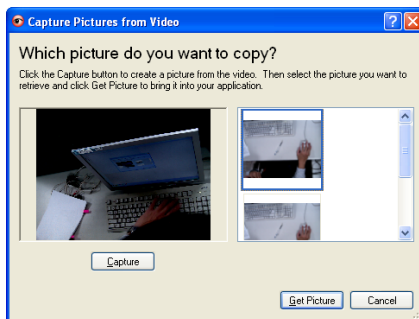 Capture Pictures from Video
Which picture do you want to copy?
Click the Capture button to create a picture from the video. Then select the picture you want to
retrieve and click Get Picture to bring it into your application.
Capture
Get Picture
Cancel